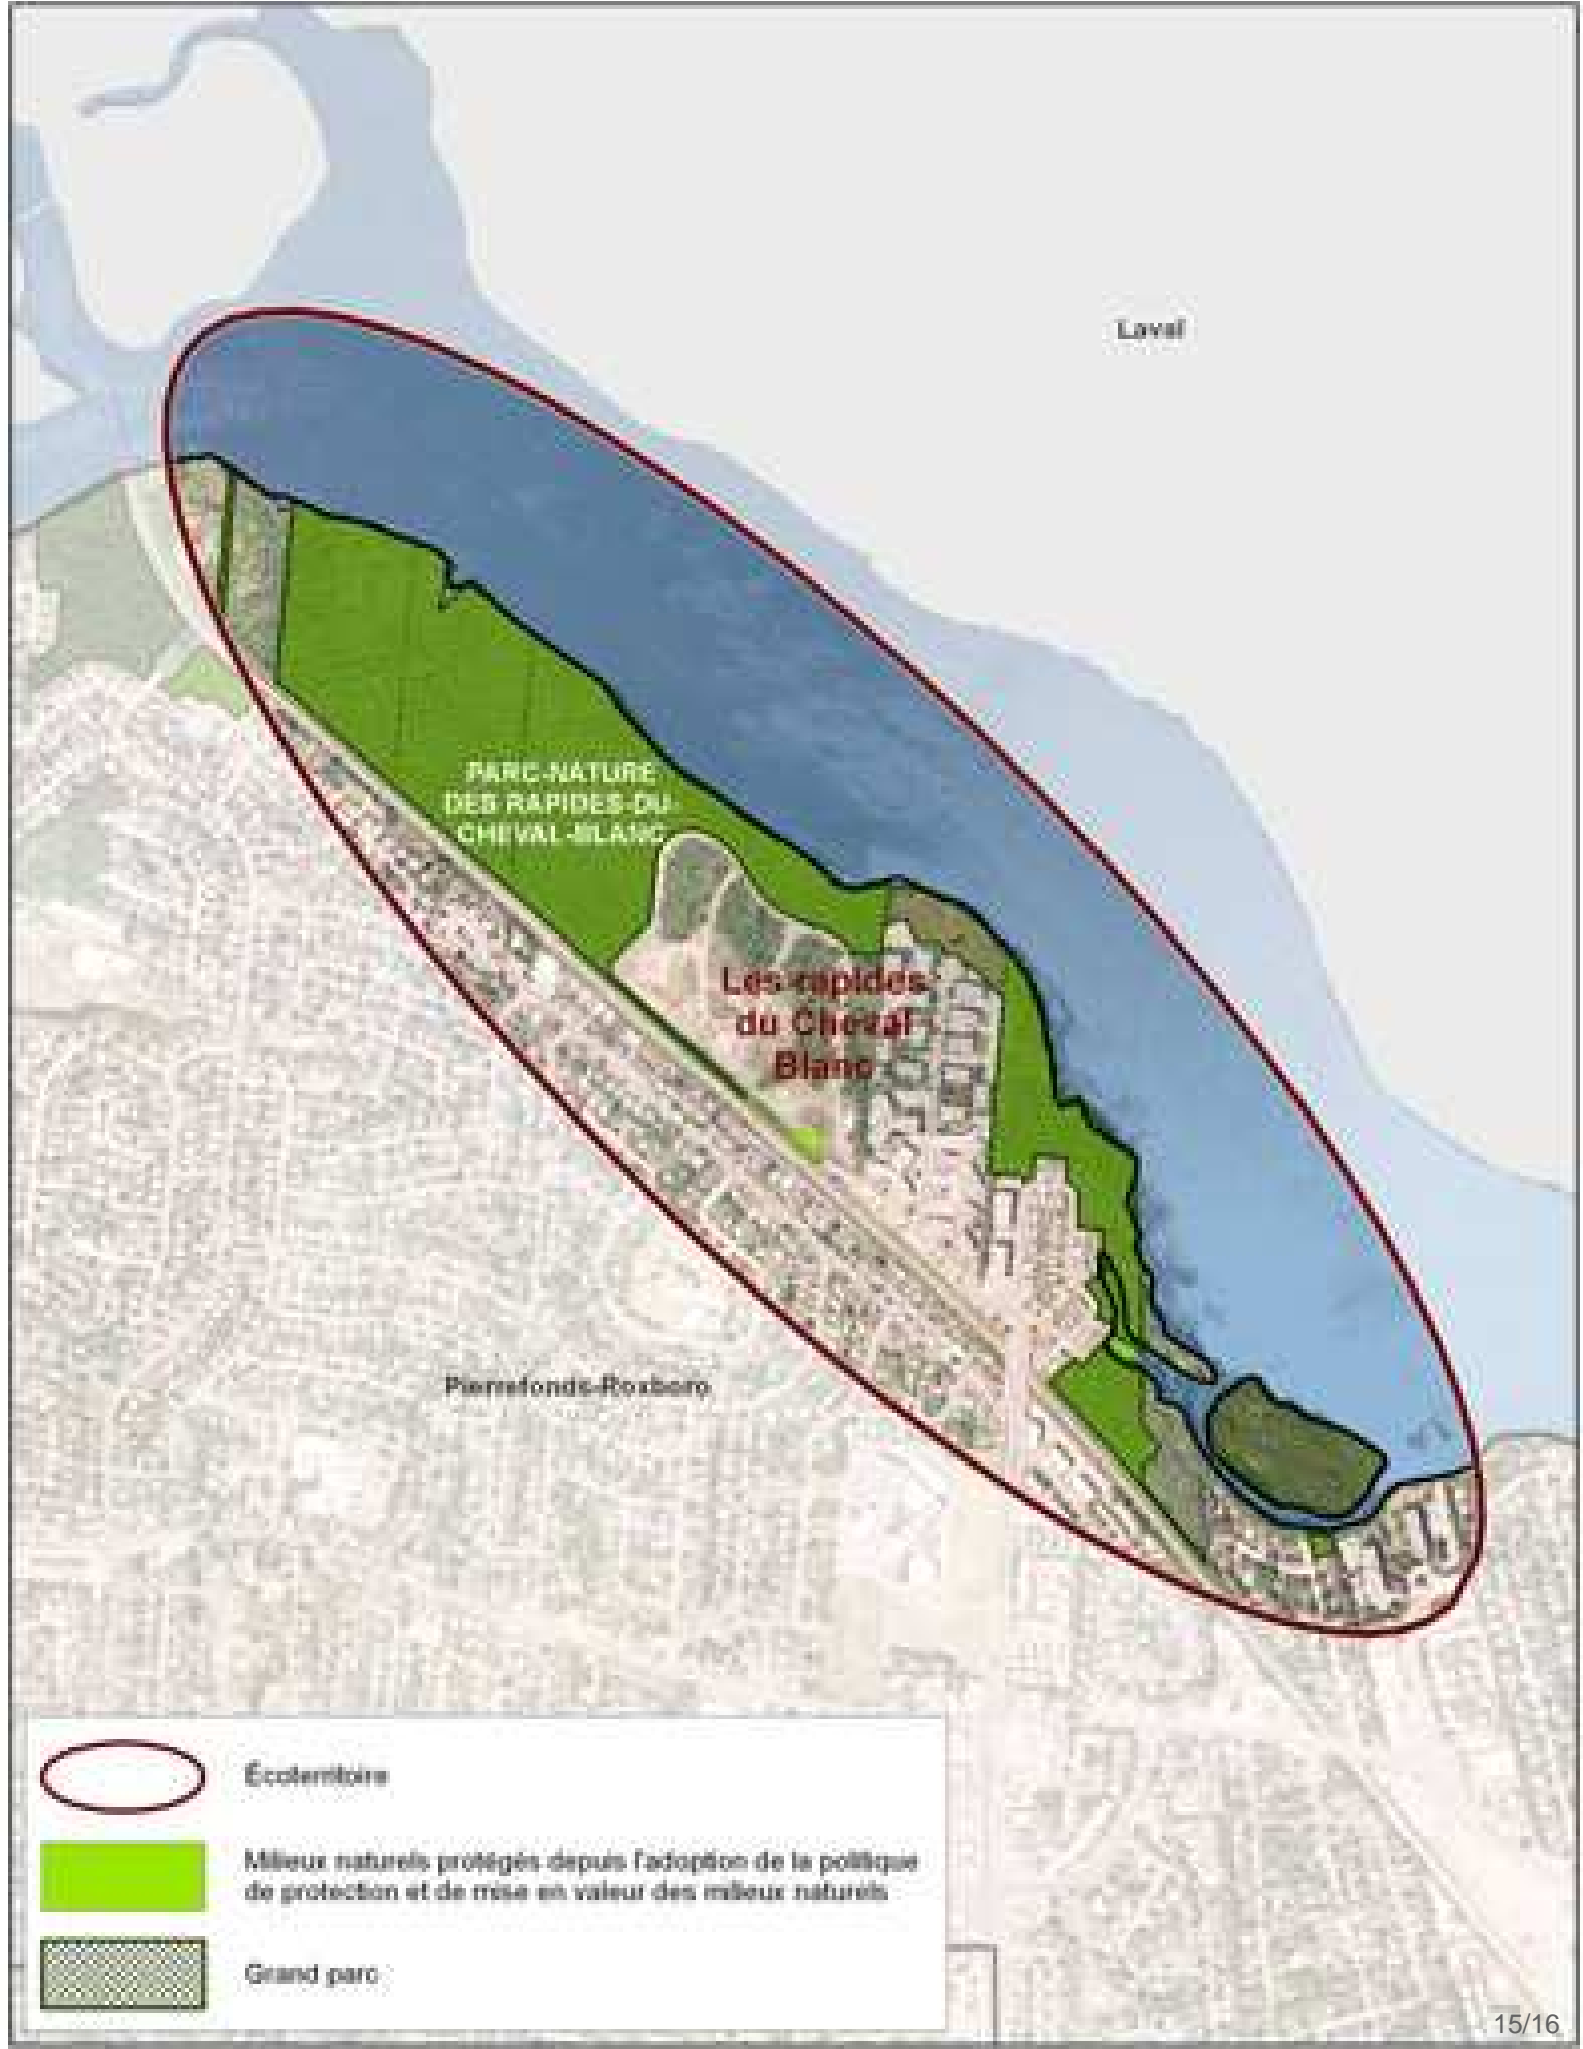 Laval
PARC-NATURE
DES RAPIDES-DU-
CHEVAL-BLANC
Les rapides
du Cheval
Blanc
Pierrefonds-Roxboro
Écoterritoire
Milieux naturels protégés depuis l'adoption de la politique
de protection et de mise en valeur des milieux naturels
Grand parc
15/16